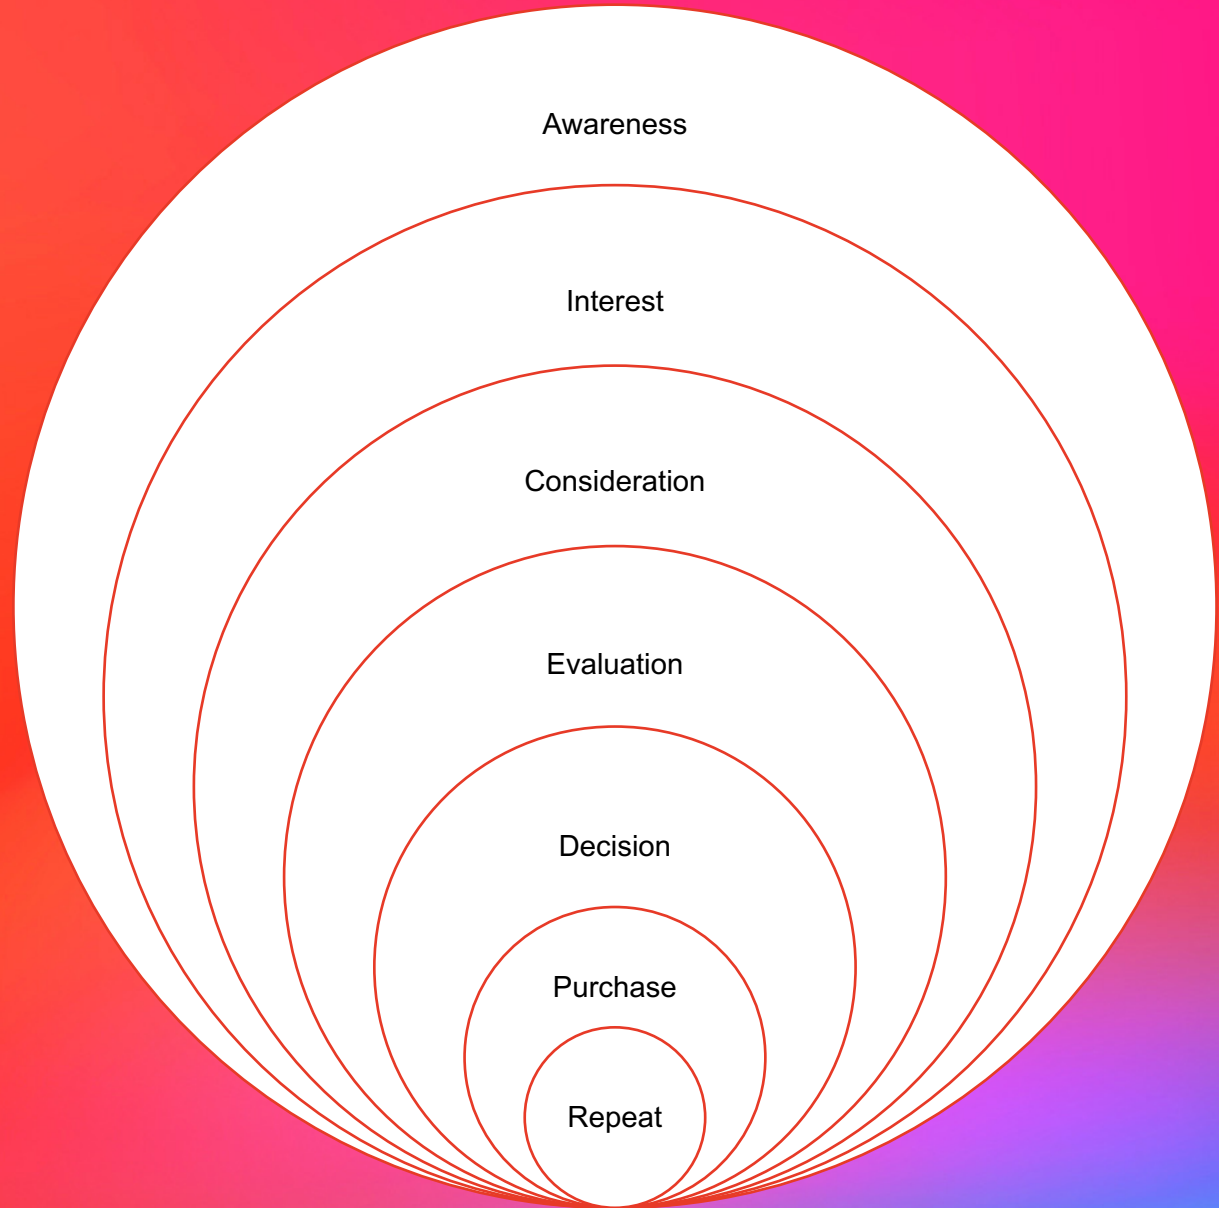 Awareness
Interest
Consideration
Evaluation
Decision
Purchase
Repeat